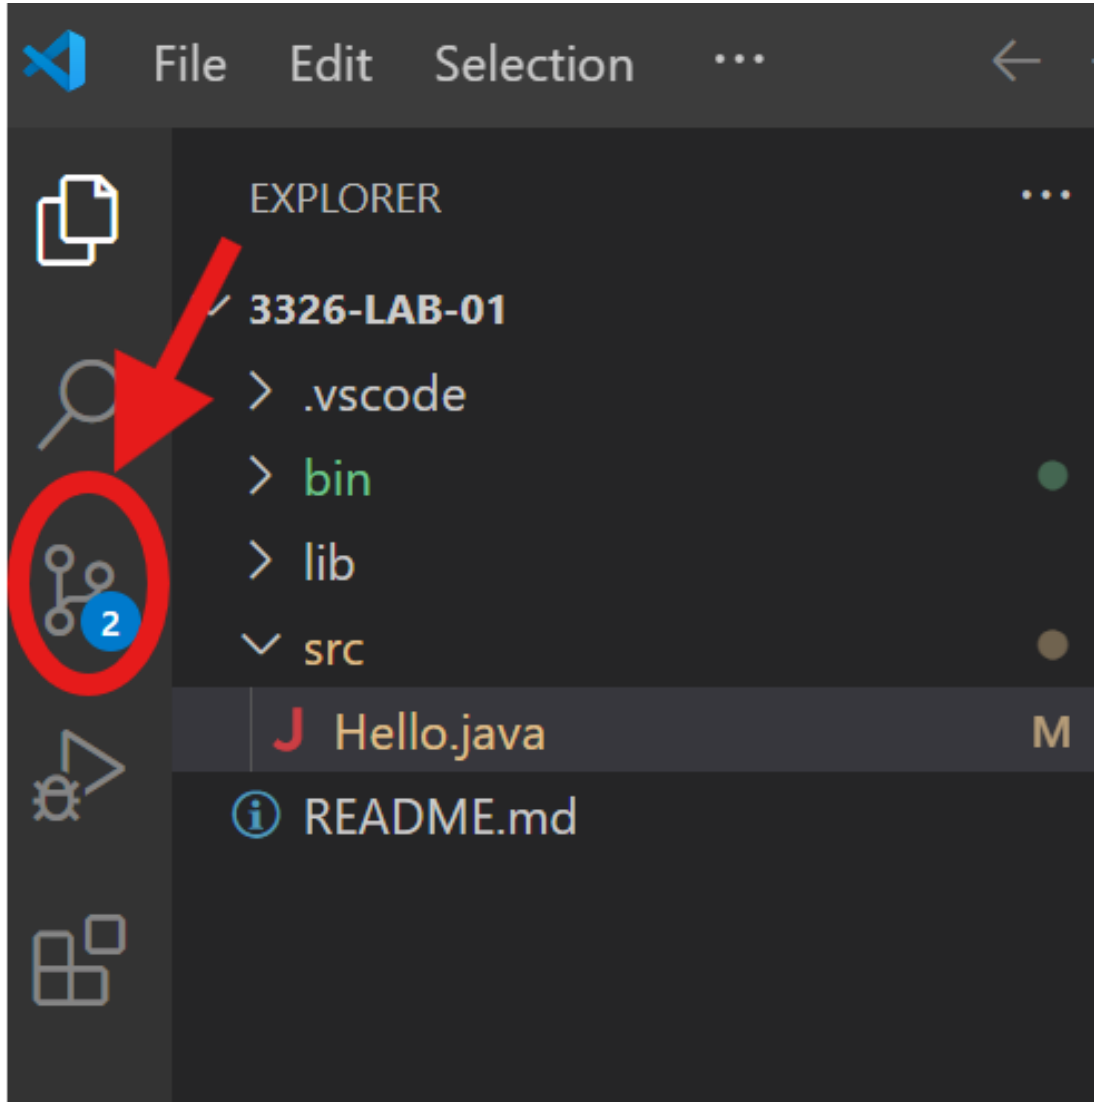 File Edit Selection ...
EXPLORER ...
3326-LAB-01
.vscode
bin
lib
2
src
Hello.java M
README.md